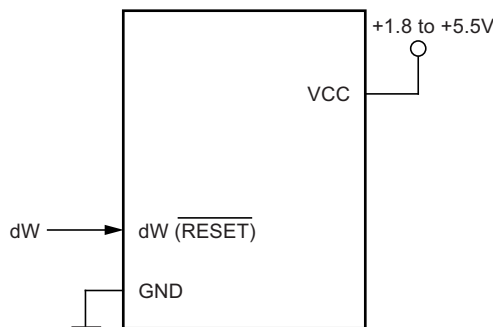 +1.8 to +5.5V
VCC
dW
dW (RESET)
GND